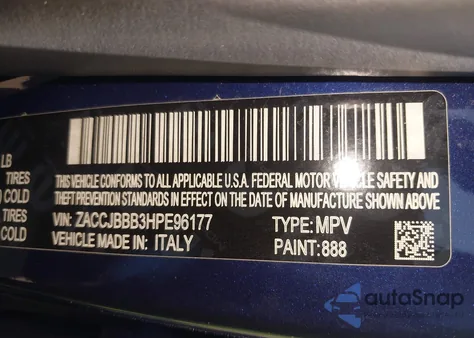 LB
TIRES
COLD
TIRES
COLD
THIS VEHICLE CONFORMS TO ALL APPLICABLE U.S.A. FEDERAL MOTOR VEHICLE SAFETY AND
THEFT PREVENTION STANDARDS IN EFFECT ON THE DATE OF MANUFACTURE SHOWN ABOVE
VIN: ZACCJBBB3HPE96177 TYPE: MPV
VEHICLE MADE IN: ITALY PAINT: 888
autoSnap